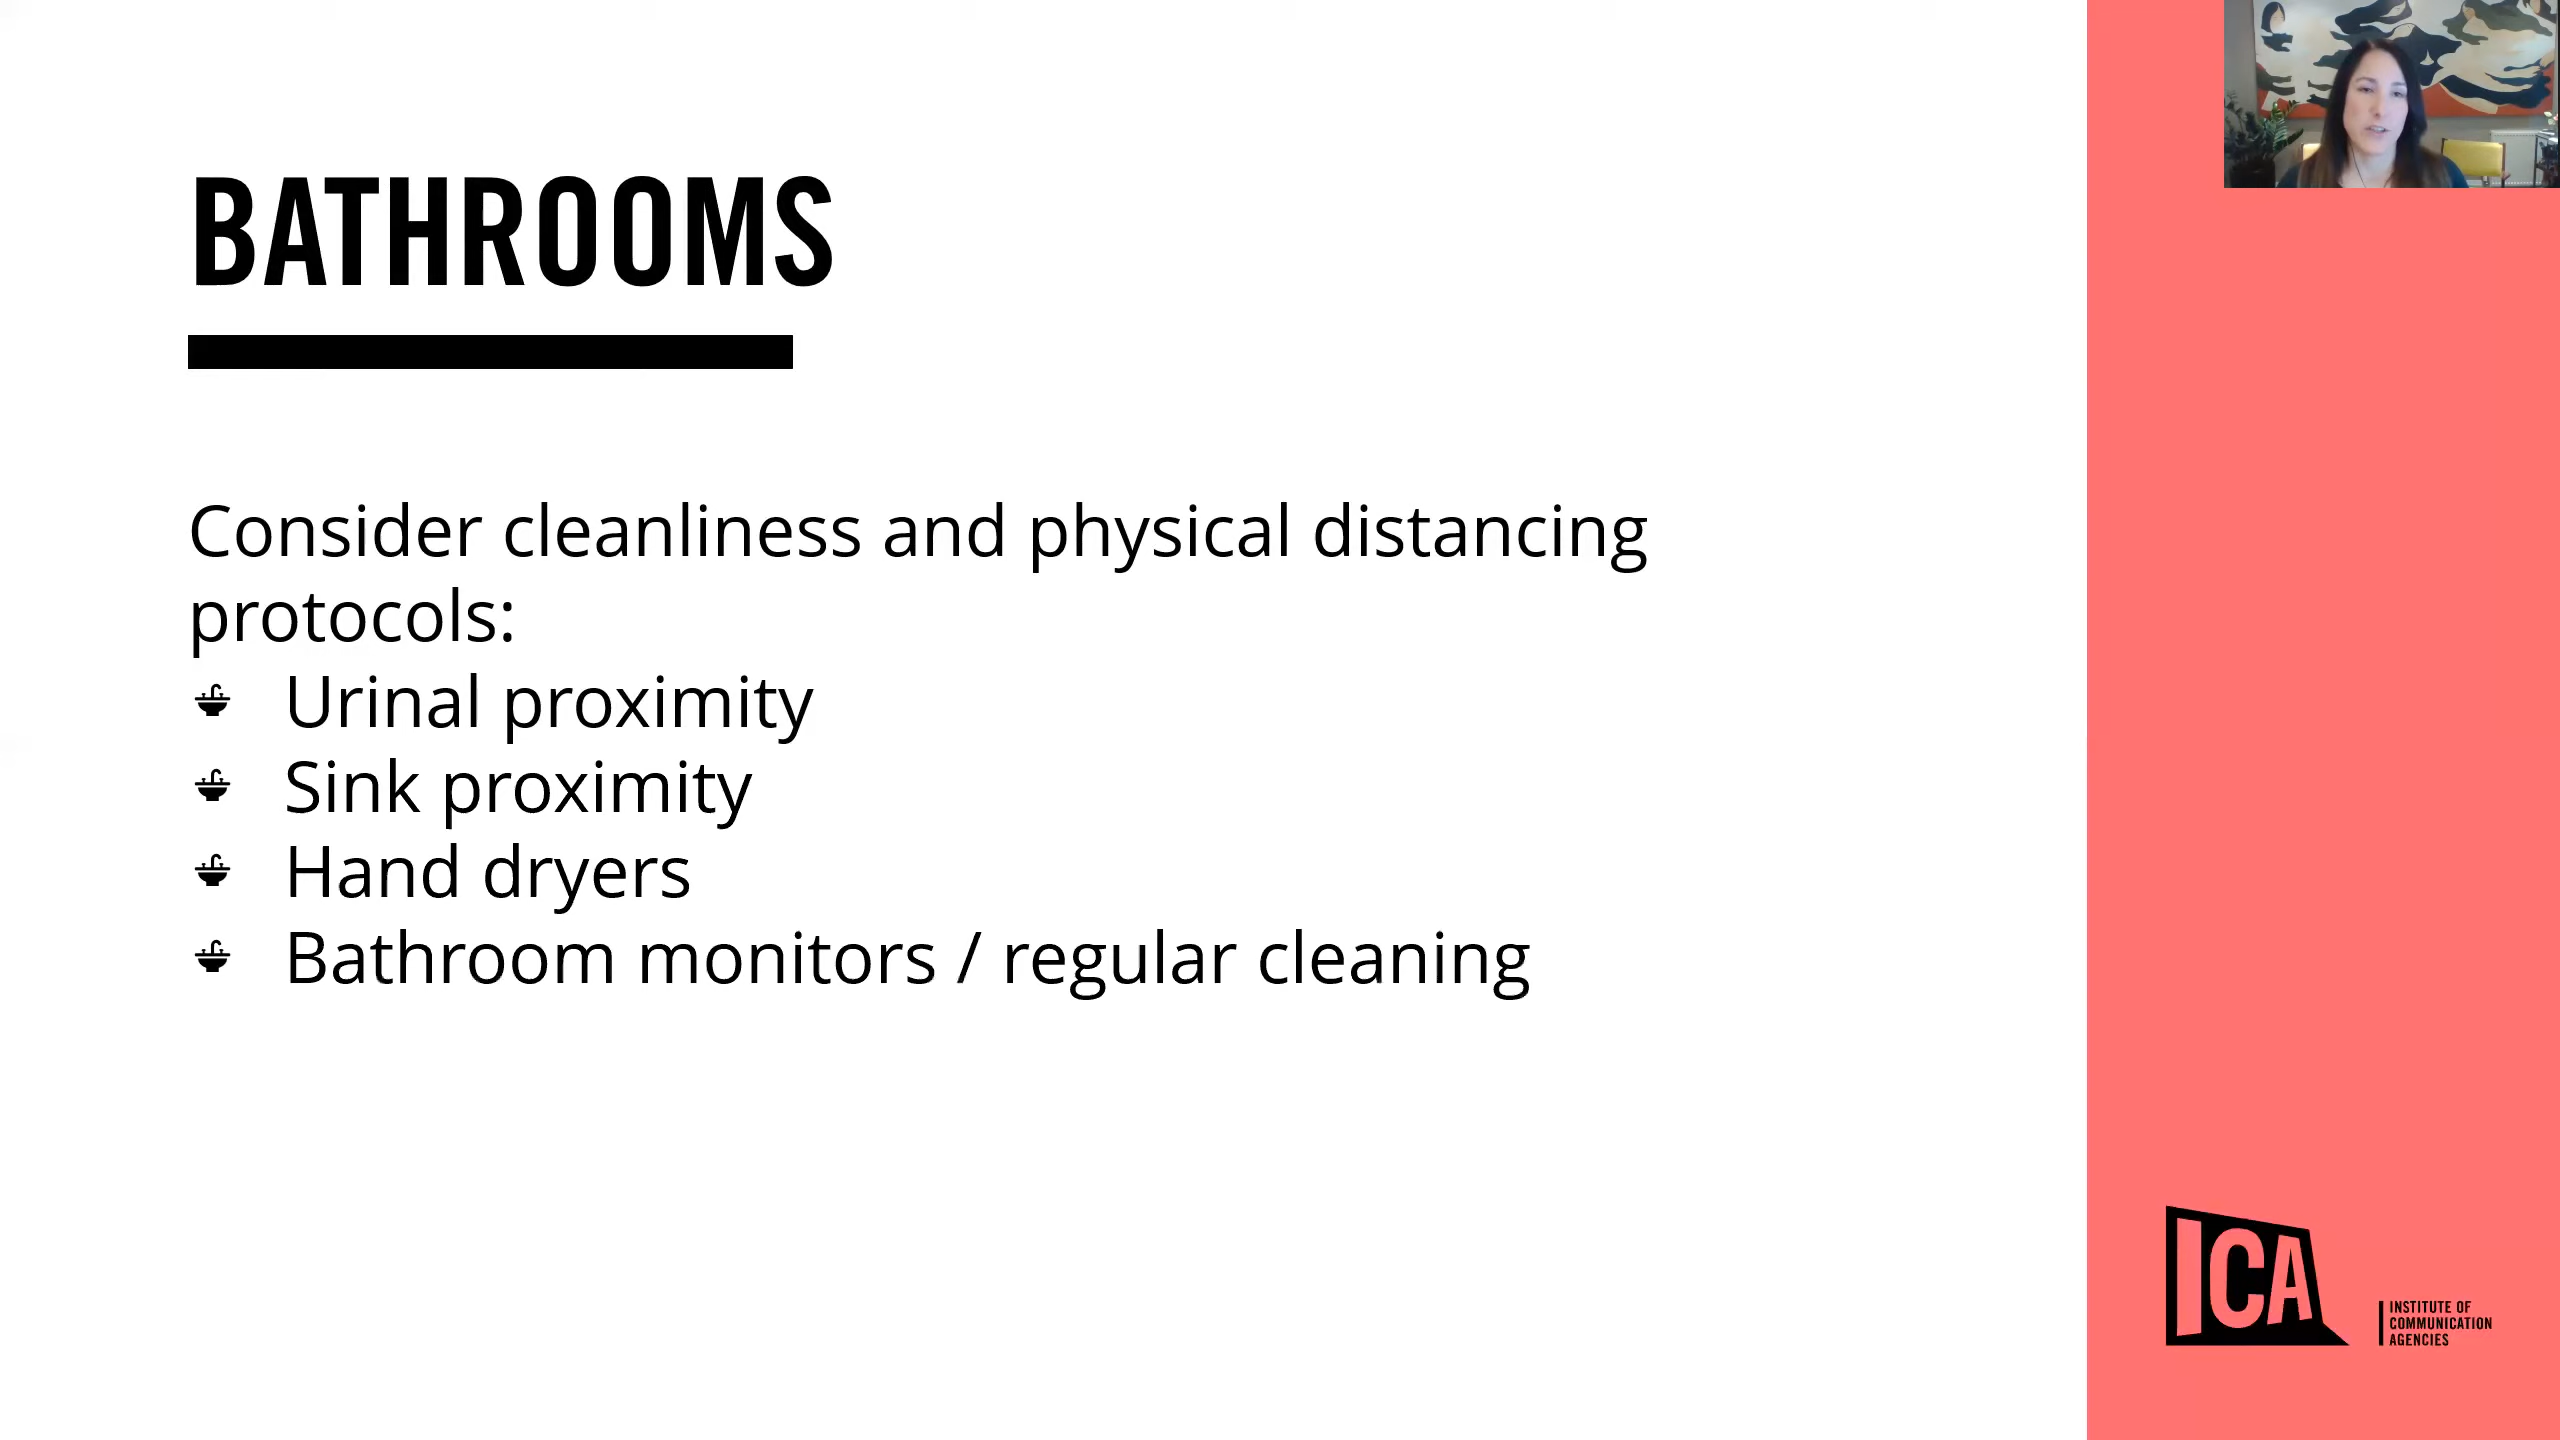 BATHROOMS
Consider cleanliness and physical distancing
protocols:
Urinal proximity
Sink proximity
Hand dryers
Bathroom monitors / regular cleaning
ICA
INSTITUTE OF
COMMUNICATION
AGENCIES